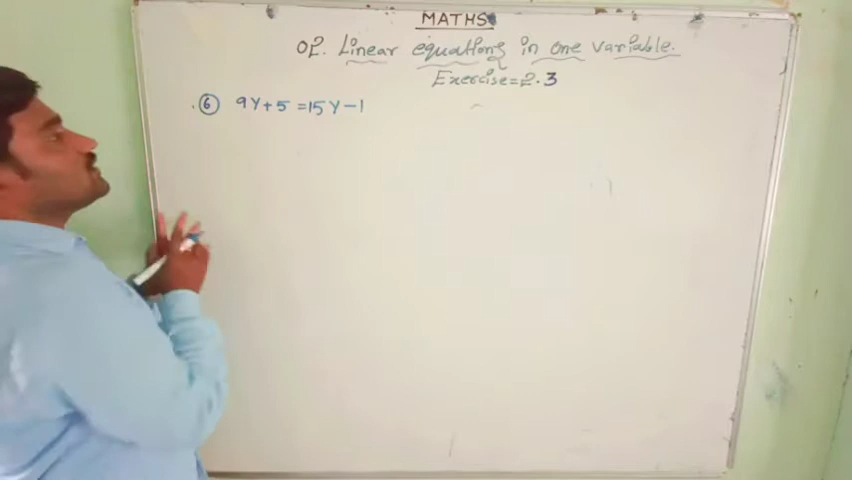 MATHS
02. Linear equations in one variable.
Exercise=2.3
6 9Y+5=15Y-1